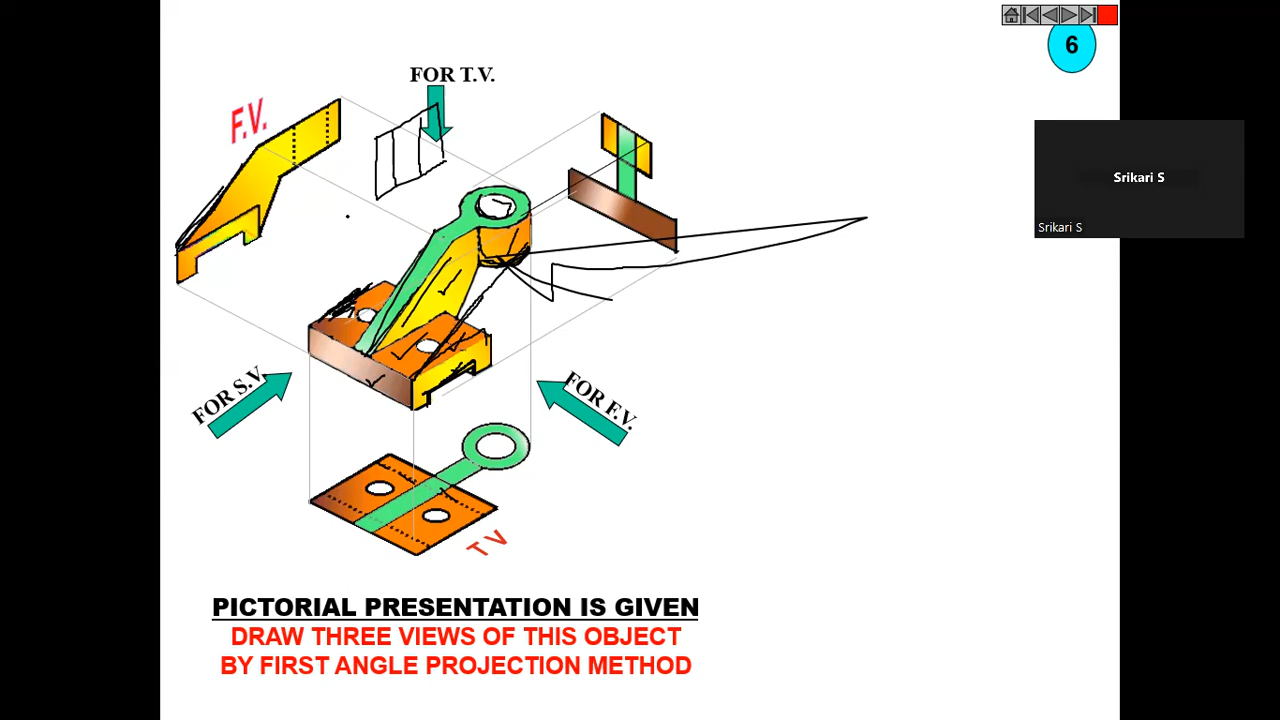 6
FOR T.V.
F.V.
Srikari S
Srikari S
FOR S.V.
FOR F.V.
T V
PICTORIAL PRESENTATION IS GIVEN
DRAW THREE VIEWS OF THIS OBJECT
BY FIRST ANGLE PROJECTION METHOD